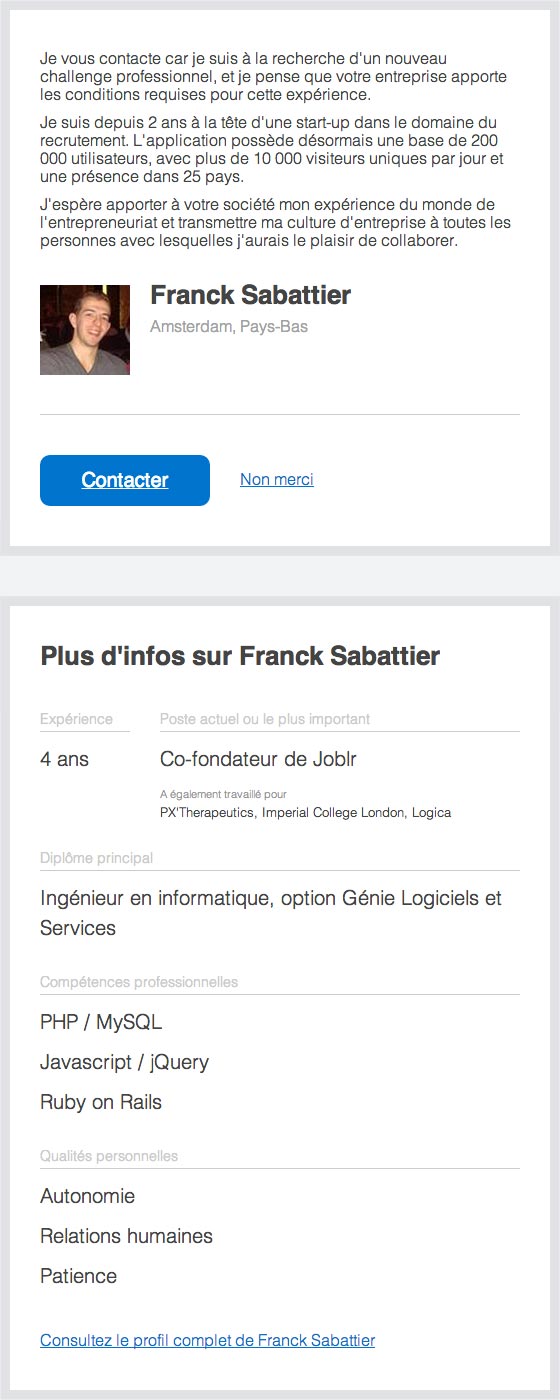 Je vous contacte car je suis à la recherche d'un nouveau
challenge professionnel, et je pense que votre entreprise apporte
les conditions requises pour cette expérience.
Je suis depuis 2 ans à la tête d'une start-up dans le domaine du
recrutement. L'application possède désormais une base de 200
000 utilisateurs, avec plus de 10 000 visiteurs uniques par jour et
une présence dans 25 pays.
J'espère apporter à votre société mon expérience du monde de
l'entrepreneuriat et transmettre ma culture d'entreprise à toutes les
personnes avec lesquelles j'aurais le plaisir de collaborer.
Franck Sabattier
Amsterdam, Pays-Bas
Contacter
Non merci
Plus d'infos sur Franck Sabattier
Expérience
Poste actuel ou le plus important
4 ans
Co-fondateur de Joblr
A également travaillé pour
PX'Therapeutics, Imperial College London, Logica
Diplôme principal
Ingénieur en informatique, option Génie Logiciels et
Services
Compétences professionnelles
PHP / MySQL
Javascript / jQuery
Ruby on Rails
Qualités personnelles
Autonomie
Relations humaines
Patience
Consultez le profil complet de Franck Sabattier